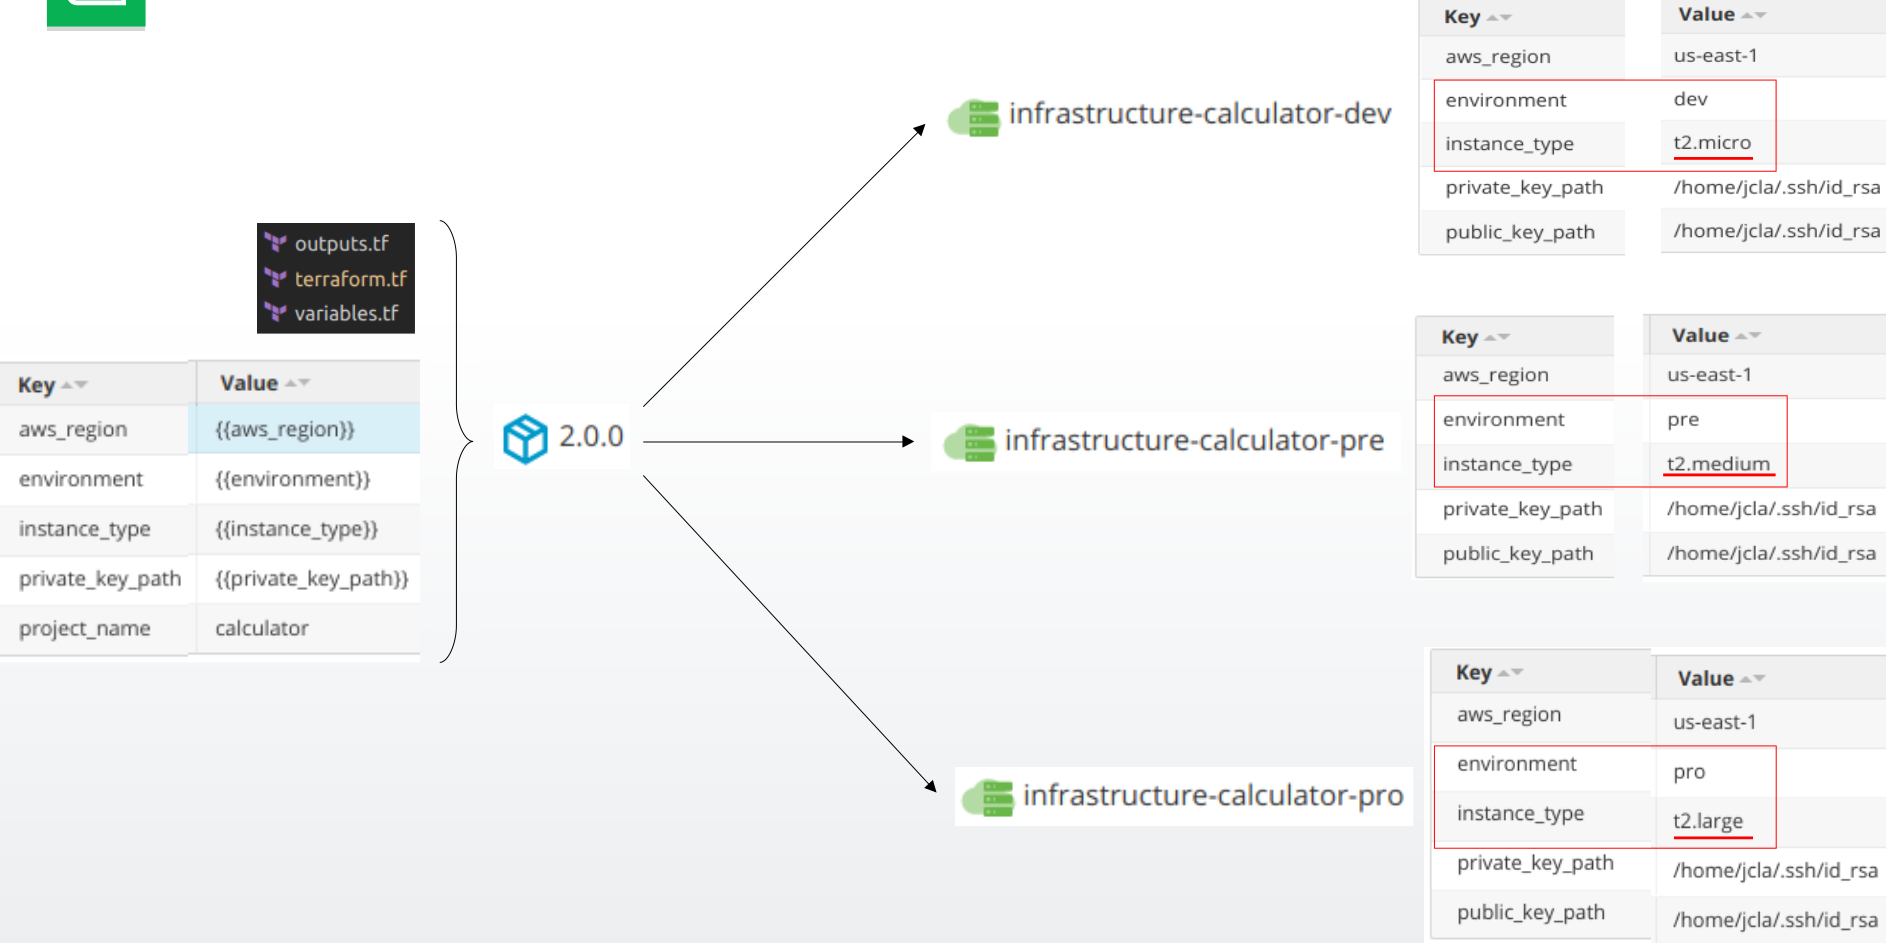 outputs.tf
terraform.tf
variables.tf
Key Value
aws_region {{aws_region}}
environment {{environment}}
instance_type {{instance_type}}
private_key_path {{private_key_path}}
project_name calculator
2.0.0
infrastructure-calculator-dev
Key Value
aws_region us-east-1
environment dev
instance_type t2.micro
private_key_path /home/jcla/.ssh/id_rsa
public_key_path /home/jcla/.ssh/id_rsa
infrastructure-calculator-pre
Key Value
aws_region us-east-1
environment pre
instance_type t2.medium
private_key_path /home/jcla/.ssh/id_rsa
public_key_path /home/jcla/.ssh/id_rsa
infrastructure-calculator-pro
Key Value
aws_region us-east-1
environment pro
instance_type t2.large
private_key_path /home/jcla/.ssh/id_rsa
public_key_path /home/jcla/.ssh/id_rsa